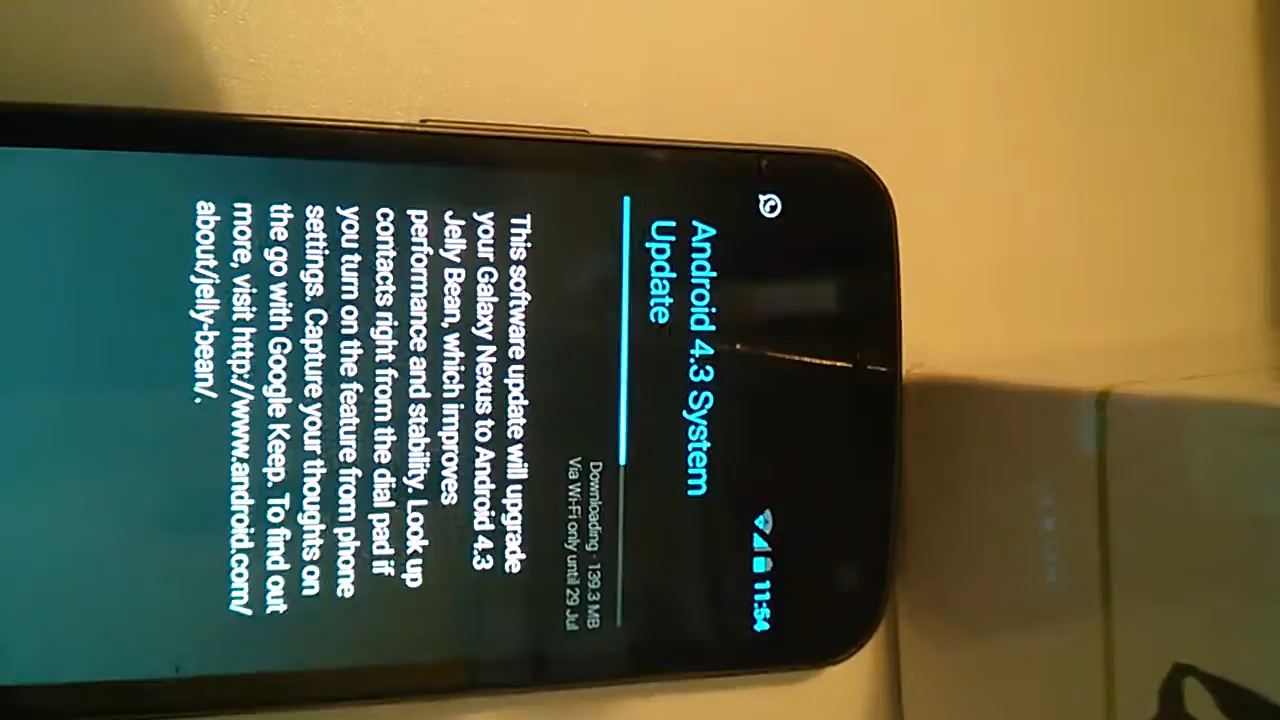 11:54
Android 4.3 System
Update
Downloading - 139.3 MB
Via Wi-Fi only until 29 Jul
This software update will upgrade
your Galaxy Nexus to Android 4.3
Jelly Bean, which improves
performance and stability. Look up
contacts right from the dial pad if
you turn on the feature from phone
settings. Capture your thoughts on
the go with Google Keep. To find out
more, visit http://www.android.com/
about/jelly-bean/.